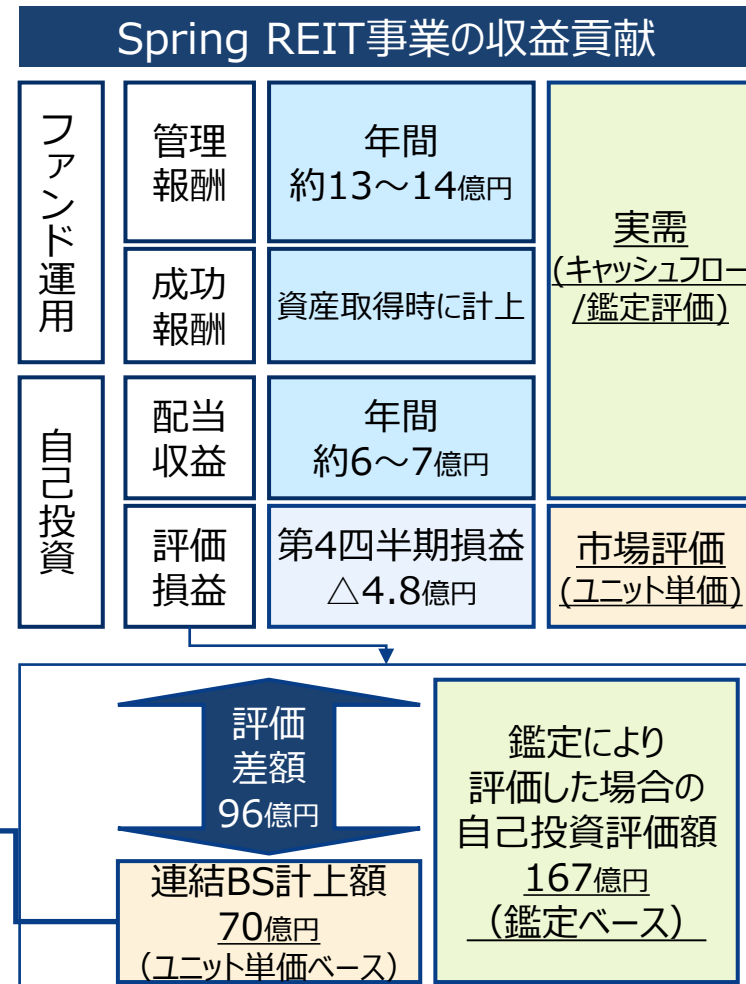 Spring REIT事業の収益貢献
ファンド運用
管理
報酬
年間
約13～14億円
実需
(キャッシュフロー
/鑑定評価)
成功
報酬
資産取得時に計上
自己投資
配当
収益
年間
約6～7億円
評価
損益
第4四半期損益
△4.8億円
市場評価
(ユニット単価)
評価
差額
96億円
連結BS計上額
70億円
（ユニット単価ベース）
鑑定により
評価した場合の
自己投資評価額
167億円
（鑑定ベース）